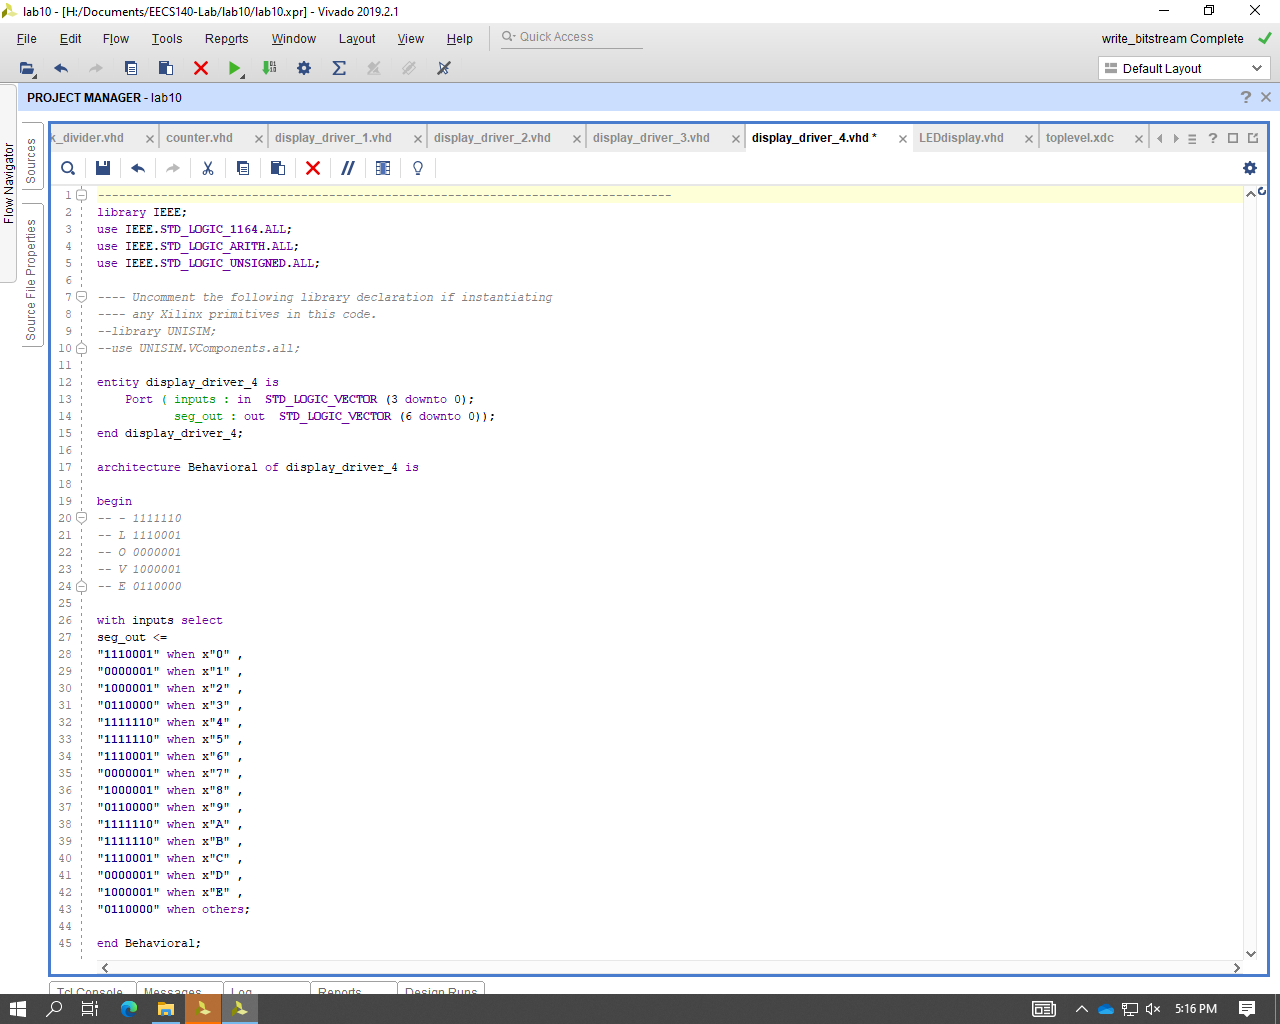 lab10 - [H:/Documents/EECS140-Lab/lab10/lab10.xpr] - Vivado 2019.2.1
File Edit Flow Tools Reports Window Layout View Help Quick Access write_bitstream Complete
Default Layout
PROJECT MANAGER - lab10
Flow Navigator
Sources
Source File Properties
k_divider.vhd counter.vhd display_driver_1.vhd display_driver_2.vhd display_driver_3.vhd display_driver_4.vhd * LEDdisplay.vhd toplevel.xdc
1 ----------------------------------------------------------------------------------
2 library IEEE;
3 use IEEE.STD_LOGIC_1164.ALL;
4 use IEEE.STD_LOGIC_ARITH.ALL;
5 use IEEE.STD_LOGIC_UNSIGNED.ALL;
6
7 ---- Uncomment the following library declaration if instantiating
8 ---- any Xilinx primitives in this code.
9 --library UNISIM;
10 --use UNISIM.VComponents.all;
11
12 entity display_driver_4 is
13     Port ( inputs : in  STD_LOGIC_VECTOR (3 downto 0);
14            seg_out : out  STD_LOGIC_VECTOR (6 downto 0));
15 end display_driver_4;
16
17 architecture Behavioral of display_driver_4 is
18
19 begin
20 -- - 1111110
21 -- L 1110001
22 -- O 0000001
23 -- V 1000001
24 -- E 0110000
25
26 with inputs select
27 seg_out <=
28 "1110001" when x"0" ,
29 "0000001" when x"1" ,
30 "1000001" when x"2" ,
31 "0110000" when x"3" ,
32 "1111110" when x"4" ,
33 "1111110" when x"5" ,
34 "1110001" when x"6" ,
35 "0000001" when x"7" ,
36 "1000001" when x"8" ,
37 "0110000" when x"9" ,
38 "1111110" when x"A" ,
39 "1111110" when x"B" ,
40 "1110001" when x"C" ,
41 "0000001" when x"D" ,
42 "1000001" when x"E" ,
43 "0110000" when others;
44
45 end Behavioral;
Tcl Console Messages Log Reports Design Runs
5:16 PM